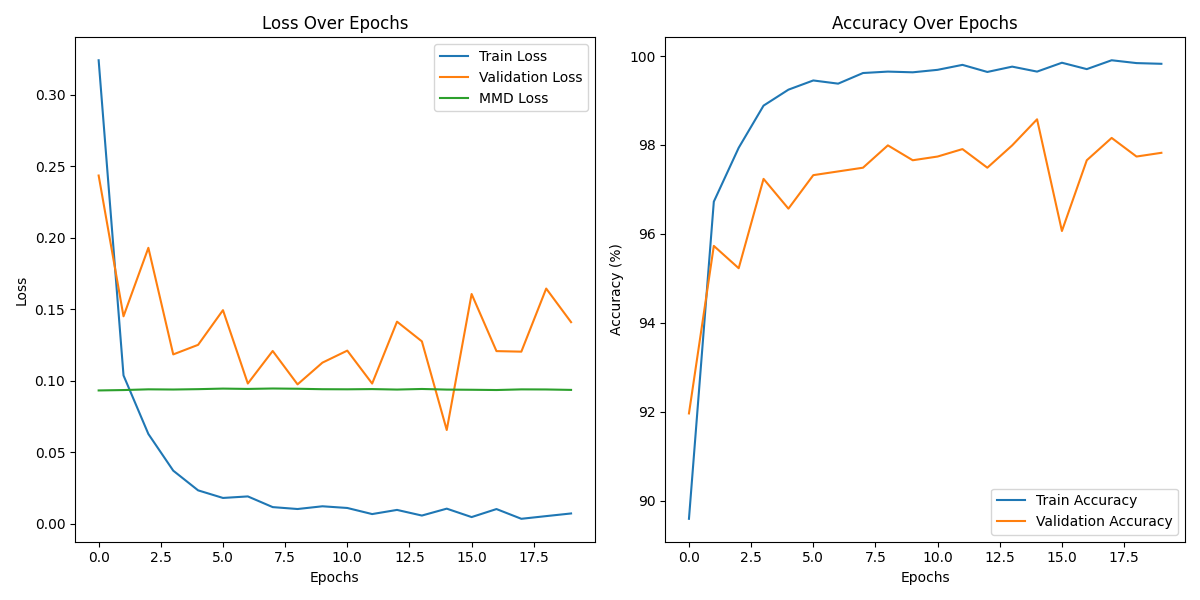 Loss Over Epochs
Train Loss
Validation Loss
MMD Loss
0.30
0.25
0.20
0.15
0.10
0.05
0.00
Loss
0.0 2.5 5.0 7.5 10.0 12.5 15.0 17.5
Epochs
Accuracy Over Epochs
100
98
96
94
92
90
Accuracy (%)
Train Accuracy
Validation Accuracy
0.0 2.5 5.0 7.5 10.0 12.5 15.0 17.5
Epochs